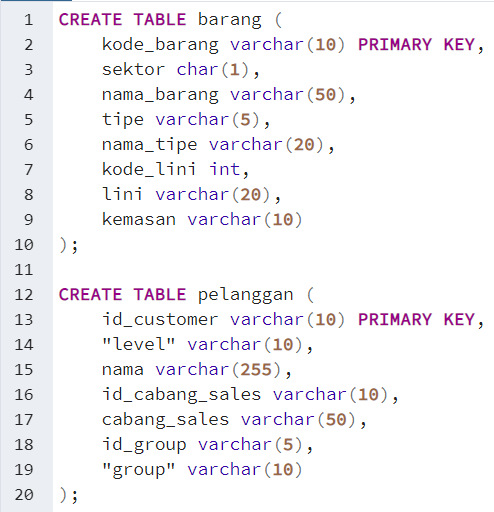 1 CREATE TABLE barang (
2 kode_barang varchar(10) PRIMARY KEY,
3 sektor char(1),
4 nama_barang varchar(50),
5 tipe varchar(5),
6 nama_tipe varchar(20),
7 kode_lini int,
8 lini varchar(20),
9 kemasan varchar(10)
10 );
11
12 CREATE TABLE pelanggan (
13 id_customer varchar(10) PRIMARY KEY,
14 "level" varchar(10),
15 nama varchar(255),
16 id_cabang_sales varchar(10),
17 cabang_sales varchar(50),
18 id_group varchar(5),
19 "group" varchar(10)
20 );